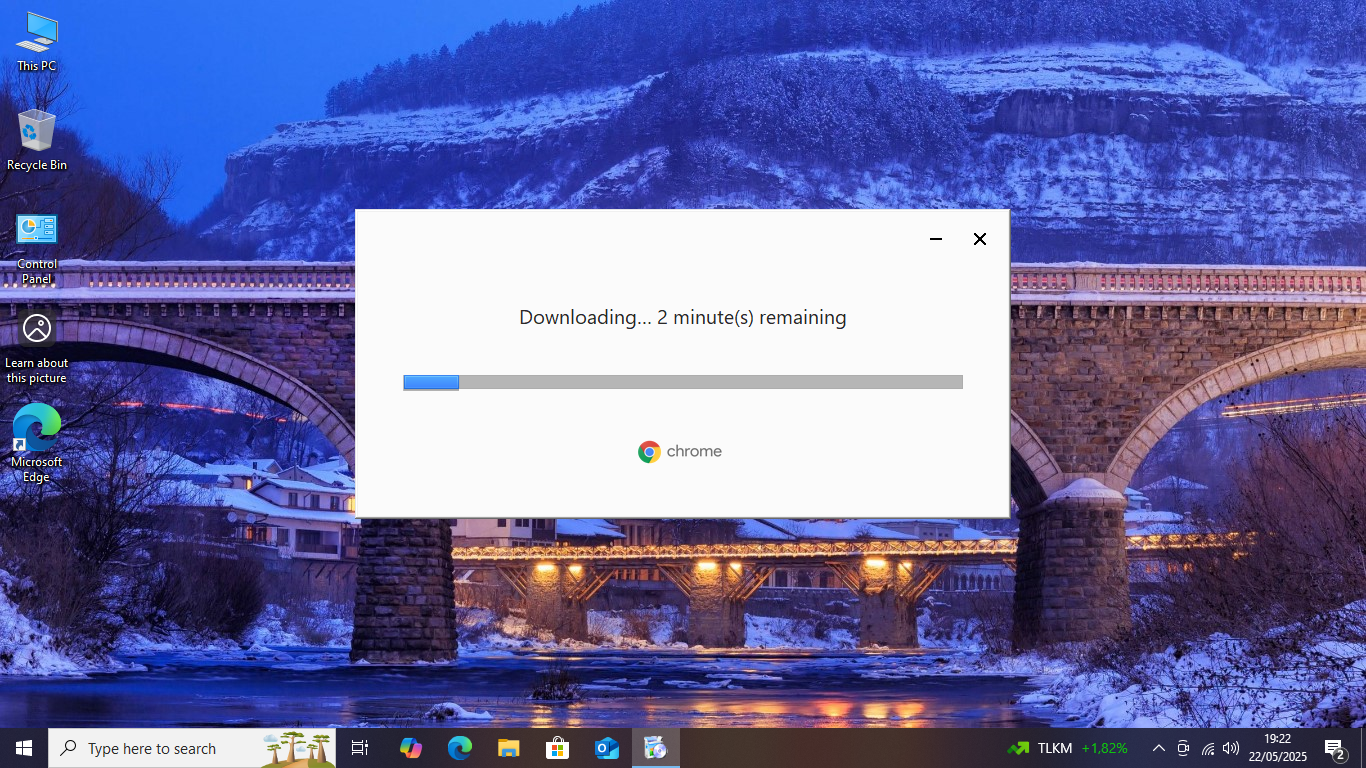 This PC
Recycle Bin
Control
Panel
Learn about
this picture
Microsoft
Edge
Downloading... 2 minute(s) remaining
chrome
Type here to search
TLKM +1,82%
19:22
22/05/2025
2